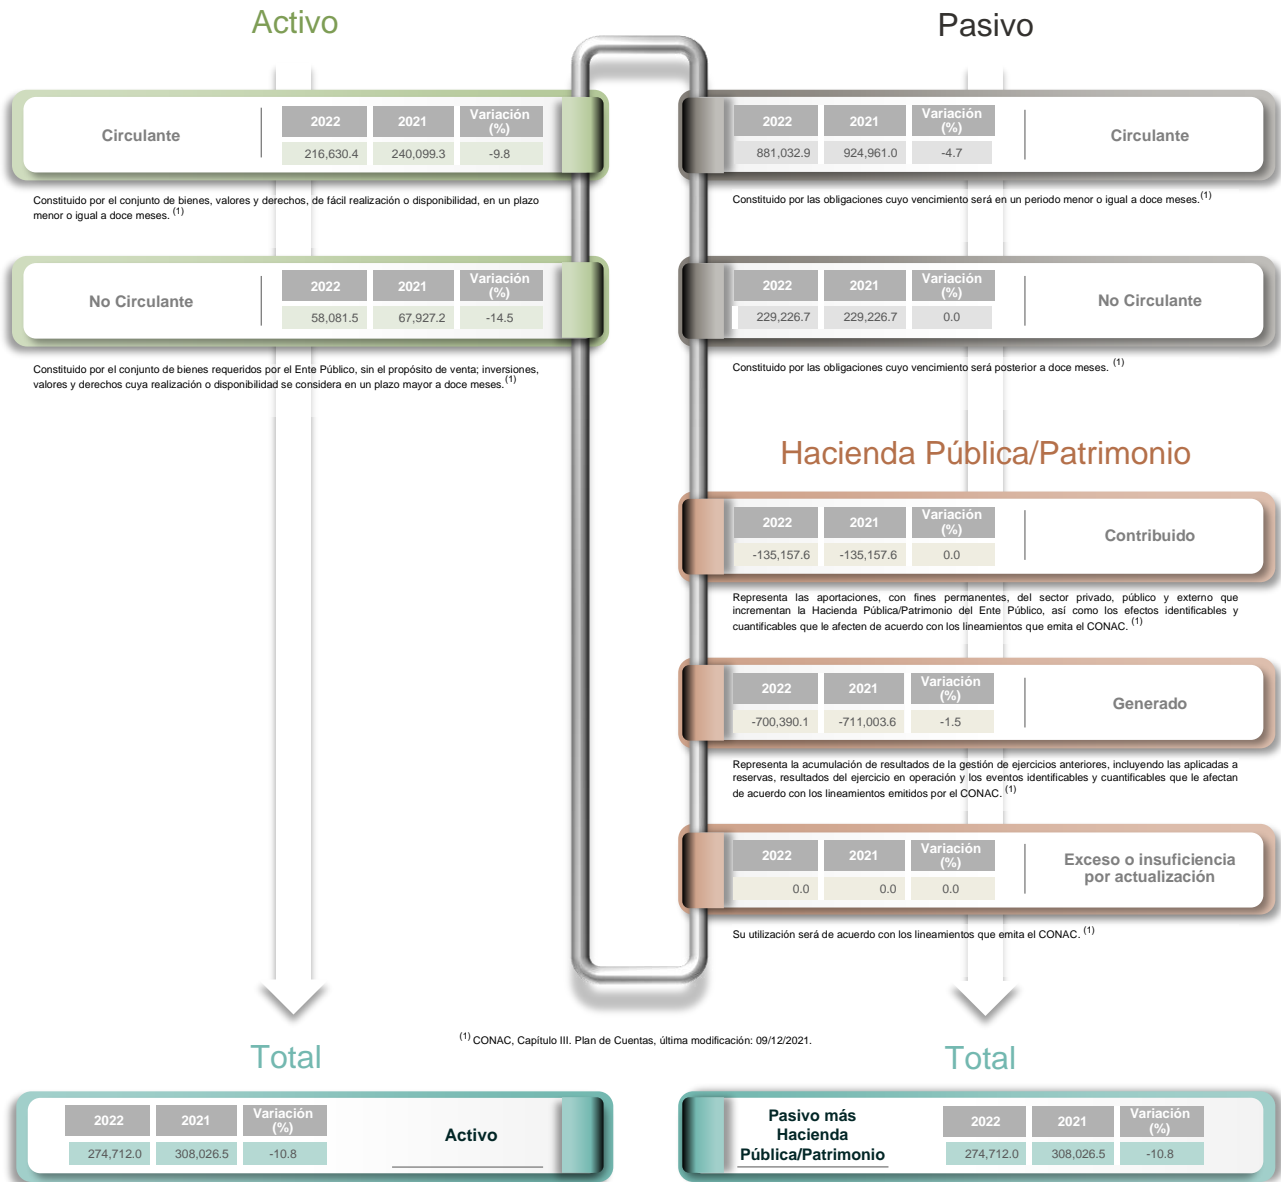 Activo
Circulante
2022 2021 Variación (%)
216,630.4 240,099.3 -9.8
Constituido por el conjunto de bienes, valores y derechos, de fácil realización o disponibilidad, en un plazo
menor o igual a doce meses. (1)
No Circulante
2022 2021 Variación (%)
58,081.5 67,927.2 -14.5
Constituido por el conjunto de bienes requeridos por el Ente Público, sin el propósito de venta; inversiones,
valores y derechos cuya realización o disponibilidad se considera en un plazo mayor a doce meses. (1)
Pasivo
2022 2021 Variación (%)
881,032.9 924,961.0 -4.7
Circulante
Constituido por las obligaciones cuyo vencimiento será en un periodo menor o igual a doce meses. (1)
2022 2021 Variación (%)
229,226.7 229,226.7 0.0
No Circulante
Constituido por las obligaciones cuyo vencimiento será posterior a doce meses. (1)
Hacienda Pública/Patrimonio
2022 2021 Variación (%)
-135,157.6 -135,157.6 0.0
Contribuido
Representa las aportaciones, con fines permanentes, del sector privado, público y externo que
incrementan la Hacienda Pública/Patrimonio del Ente Público, así como los efectos identificables y
cuantificables que le afecten de acuerdo con los lineamientos que emita el CONAC. (1)
2022 2021 Variación (%)
-700,390.1 -711,003.6 -1.5
Generado
Representa la acumulación de resultados de la gestión de ejercicios anteriores, incluyendo las aplicadas a
reservas, resultados del ejercicio en operación y los eventos identificables y cuantificables que le afectan
de acuerdo con los lineamientos emitidos por el CONAC. (1)
2022 2021 Variación (%)
0.0 0.0 0.0
Exceso o insuficiencia
por actualización
Su utilización será de acuerdo con los lineamientos que emita el CONAC. (1)
(1) CONAC, Capítulo III. Plan de Cuentas, última modificación: 09/12/2021.
Total
2022 2021 Variación (%)
274,712.0 308,026.5 -10.8
Activo
Total
Pasivo más
Hacienda
Pública/Patrimonio
2022 2021 Variación (%)
274,712.0 308,026.5 -10.8